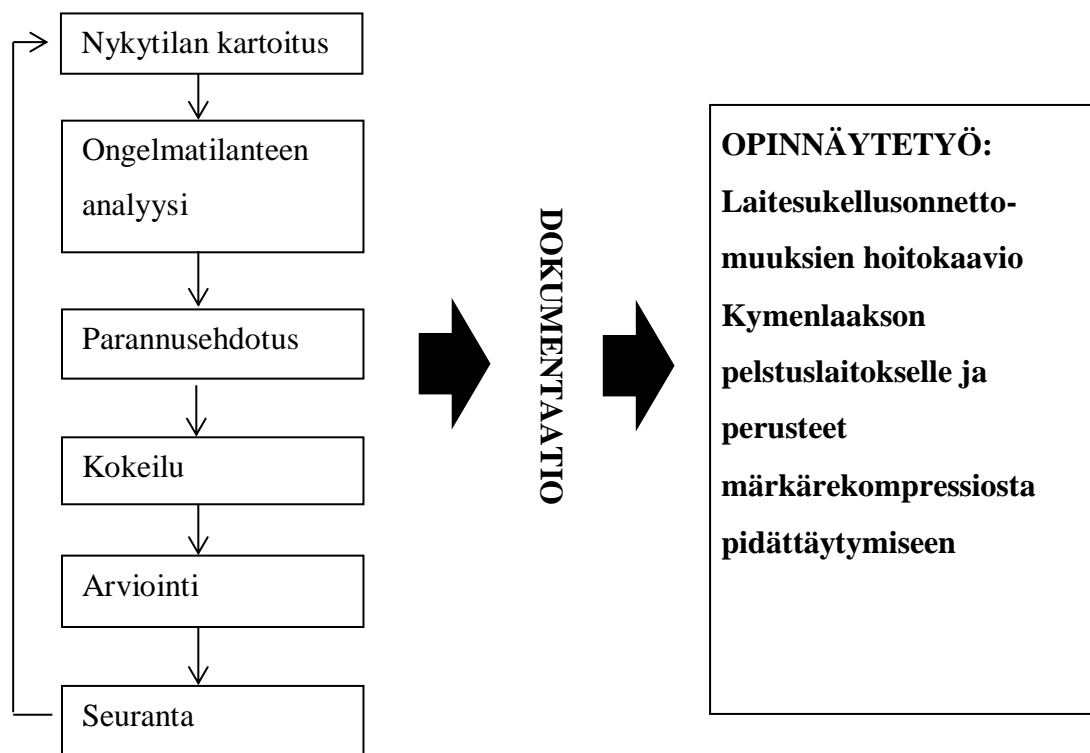 Nykytilan kartoitus
Ongelmatilanteen
analyysi
Parannusehdotus
Kokeilu
Arviointi
Seuranta
DOKUMENTAATIO
OPINNÄYTETYÖ:
Laitesukellusonnetto-
muuksien hoitokaavio
Kymenlaakson
pelstuslaitokselle ja
perusteet
märkärekompressiosta
pidättäytymiseen